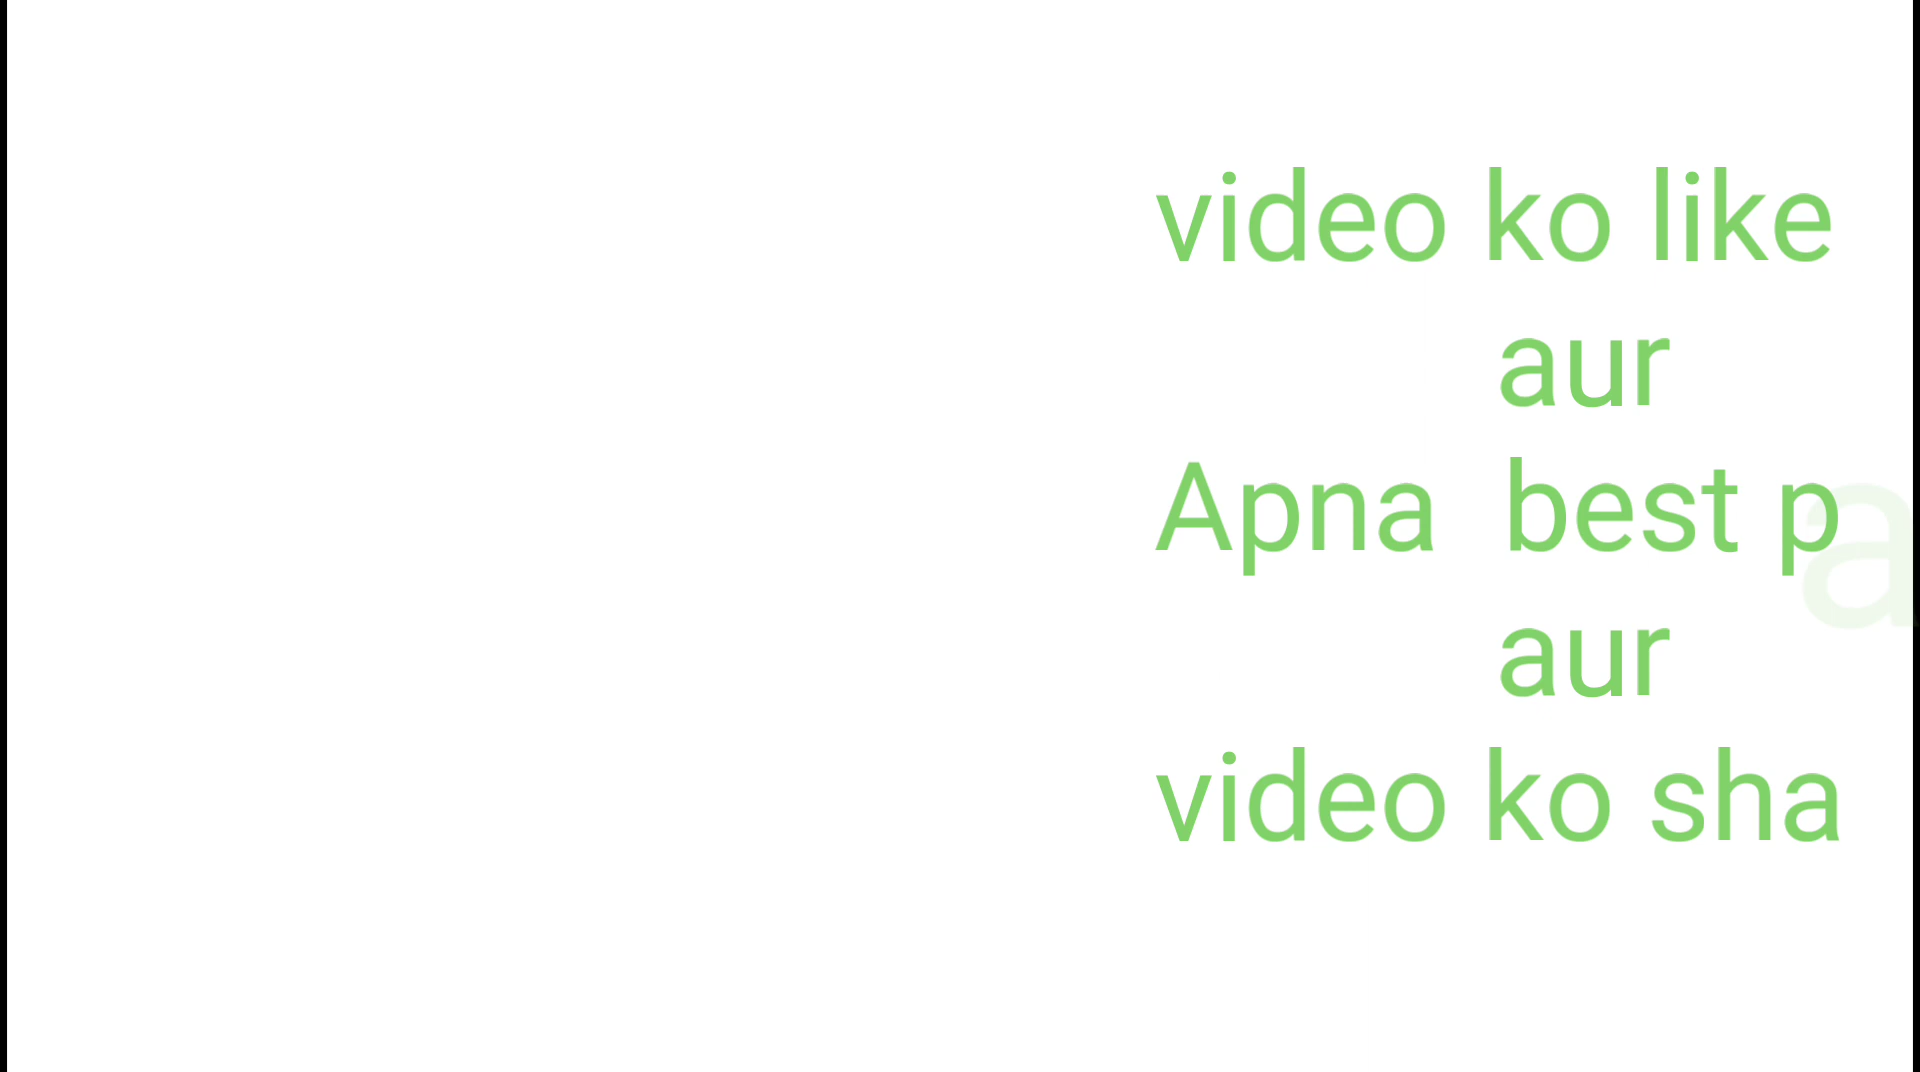 video ko like
aur
Apna  best p
aur
video ko sha
a